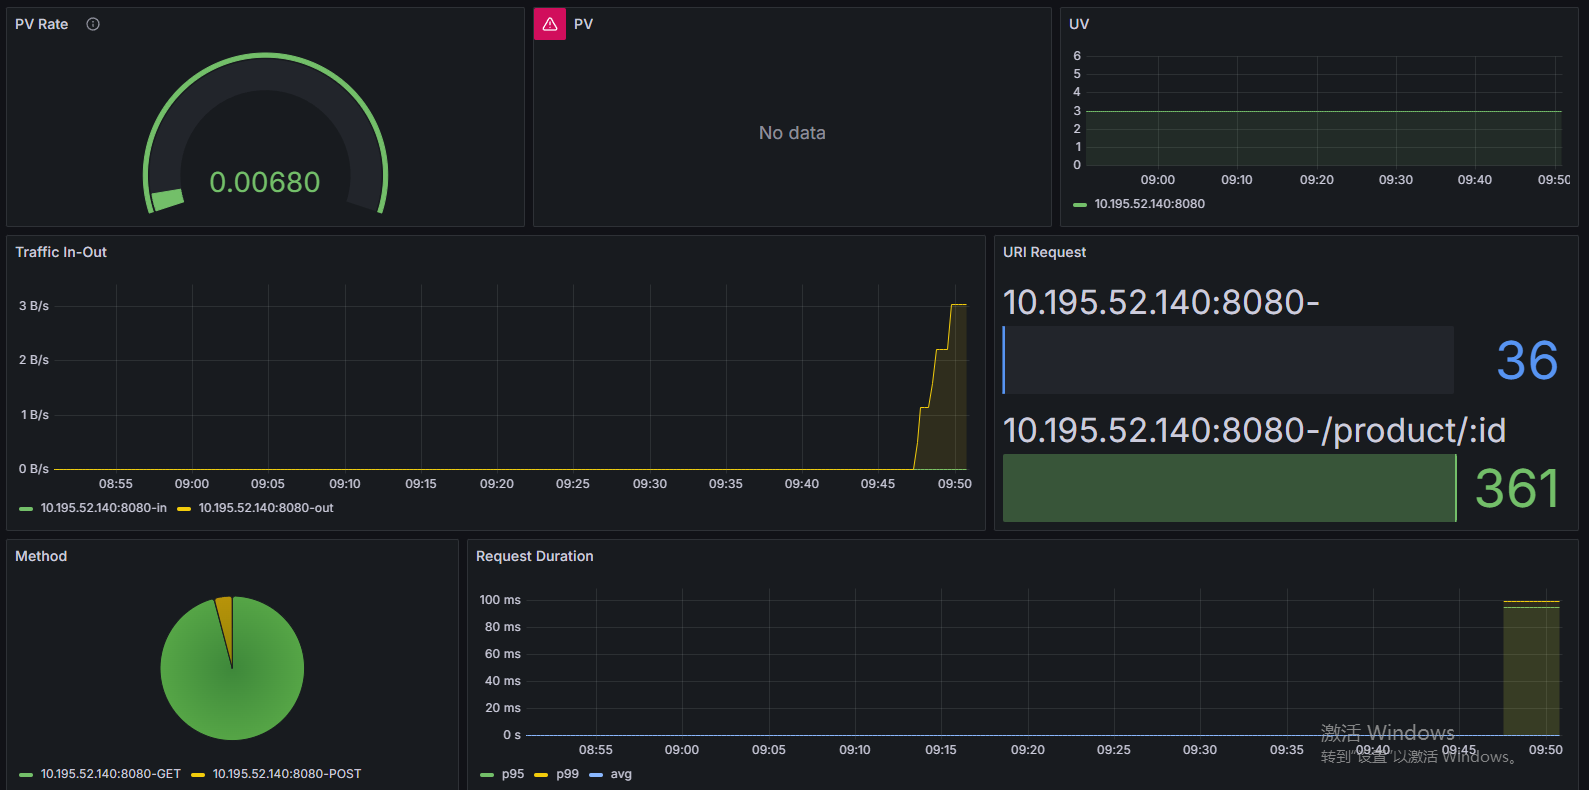 PV Rate
0.00680
PV
No data
UV
6
5
4
3
2
1
0
09:00 09:10 09:20 09:30 09:40 09:50
10.195.52.140:8080
Traffic In-Out
3 B/s
2 B/s
1 B/s
0 B/s
08:55 09:00 09:05 09:10 09:15 09:20 09:25 09:30 09:35 09:40 09:45 09:50
10.195.52.140:8080-in 10.195.52.140:8080-out
URI Request
10.195.52.140:8080-
36
10.195.52.140:8080-/product/:id
361
Method
10.195.52.140:8080-GET 10.195.52.140:8080-POST
Request Duration
100 ms
80 ms
60 ms
40 ms
20 ms
0 s
08:55 09:00 09:05 09:10 09:15 09:20 09:25 09:30 09:35 09:40 09:45 09:50
p95 p99 avg
激活 Windows
转到“设置”以激活 Windows。